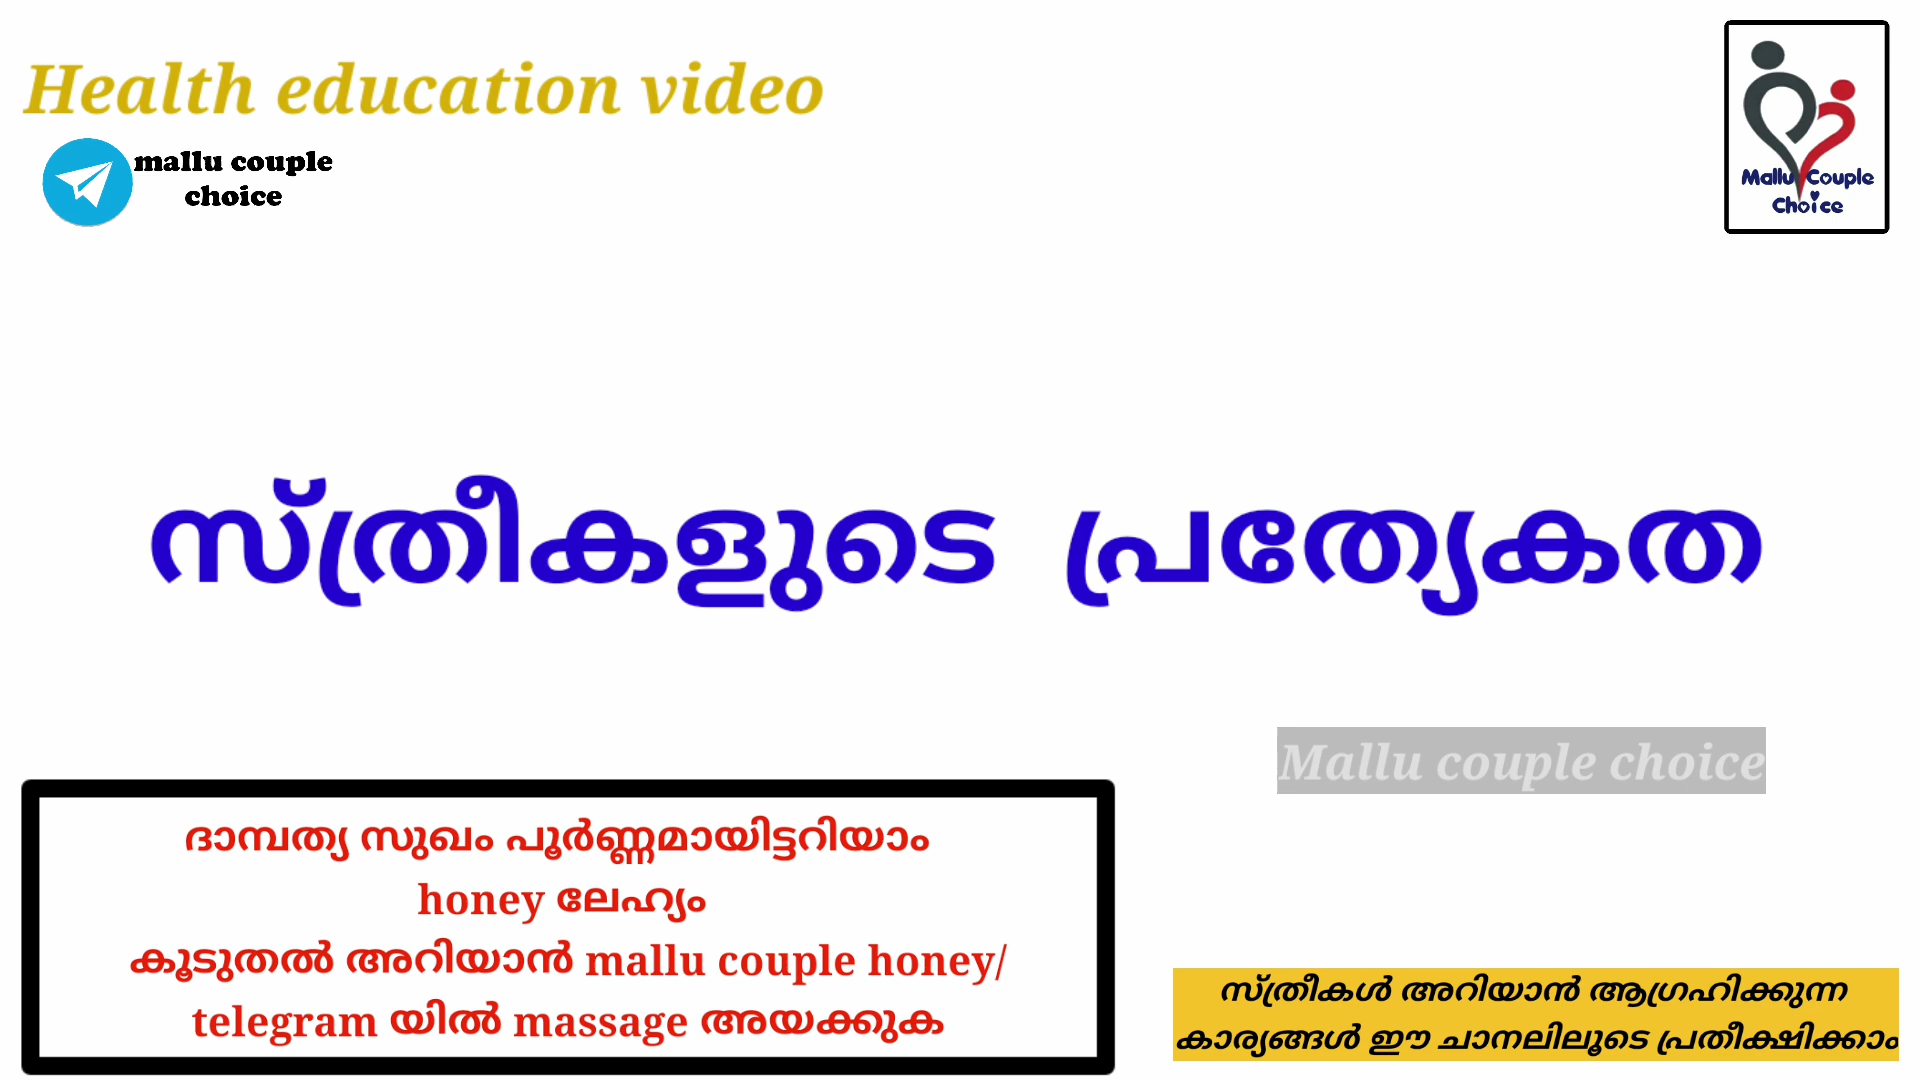 Health education video
mallu couple
choice
Mallu Couple
Choice
സ്ത്രീകളുടെ പ്രത്യേകത
Mallu couple choice
ദാമ്പത്യ സുഖം പൂർണ്ണമായിട്ടറിയാം
honey ലേഹ്യം
കൂടുതൽ അറിയാൻ mallu couple honey/
telegram യിൽ massage അയക്കുക
സ്ത്രീകൾ അറിയാൻ ആഗ്രഹിക്കുന്ന
കാര്യങ്ങൾ ഈ ചാനലിലൂടെ പ്രതീക്ഷിക്കാം